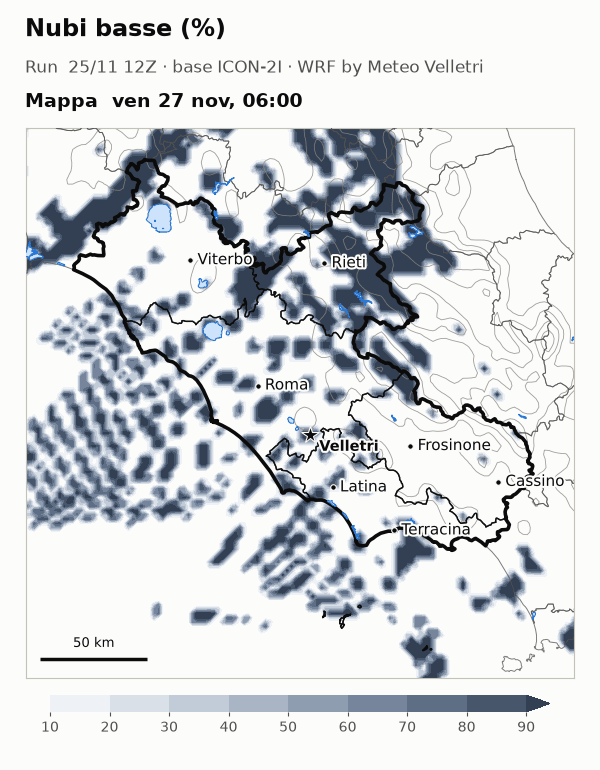 Nubi basse (%)
Run  25/11 12Z · base ICON-2I · WRF by Meteo Velletri
Mappa  ven 27 nov, 06:00
Viterbo
Rieti
Roma
Velletri
Frosinone
Latina
Cassino
Terracina
50 km
10 20 30 40 50 60 70 80 90